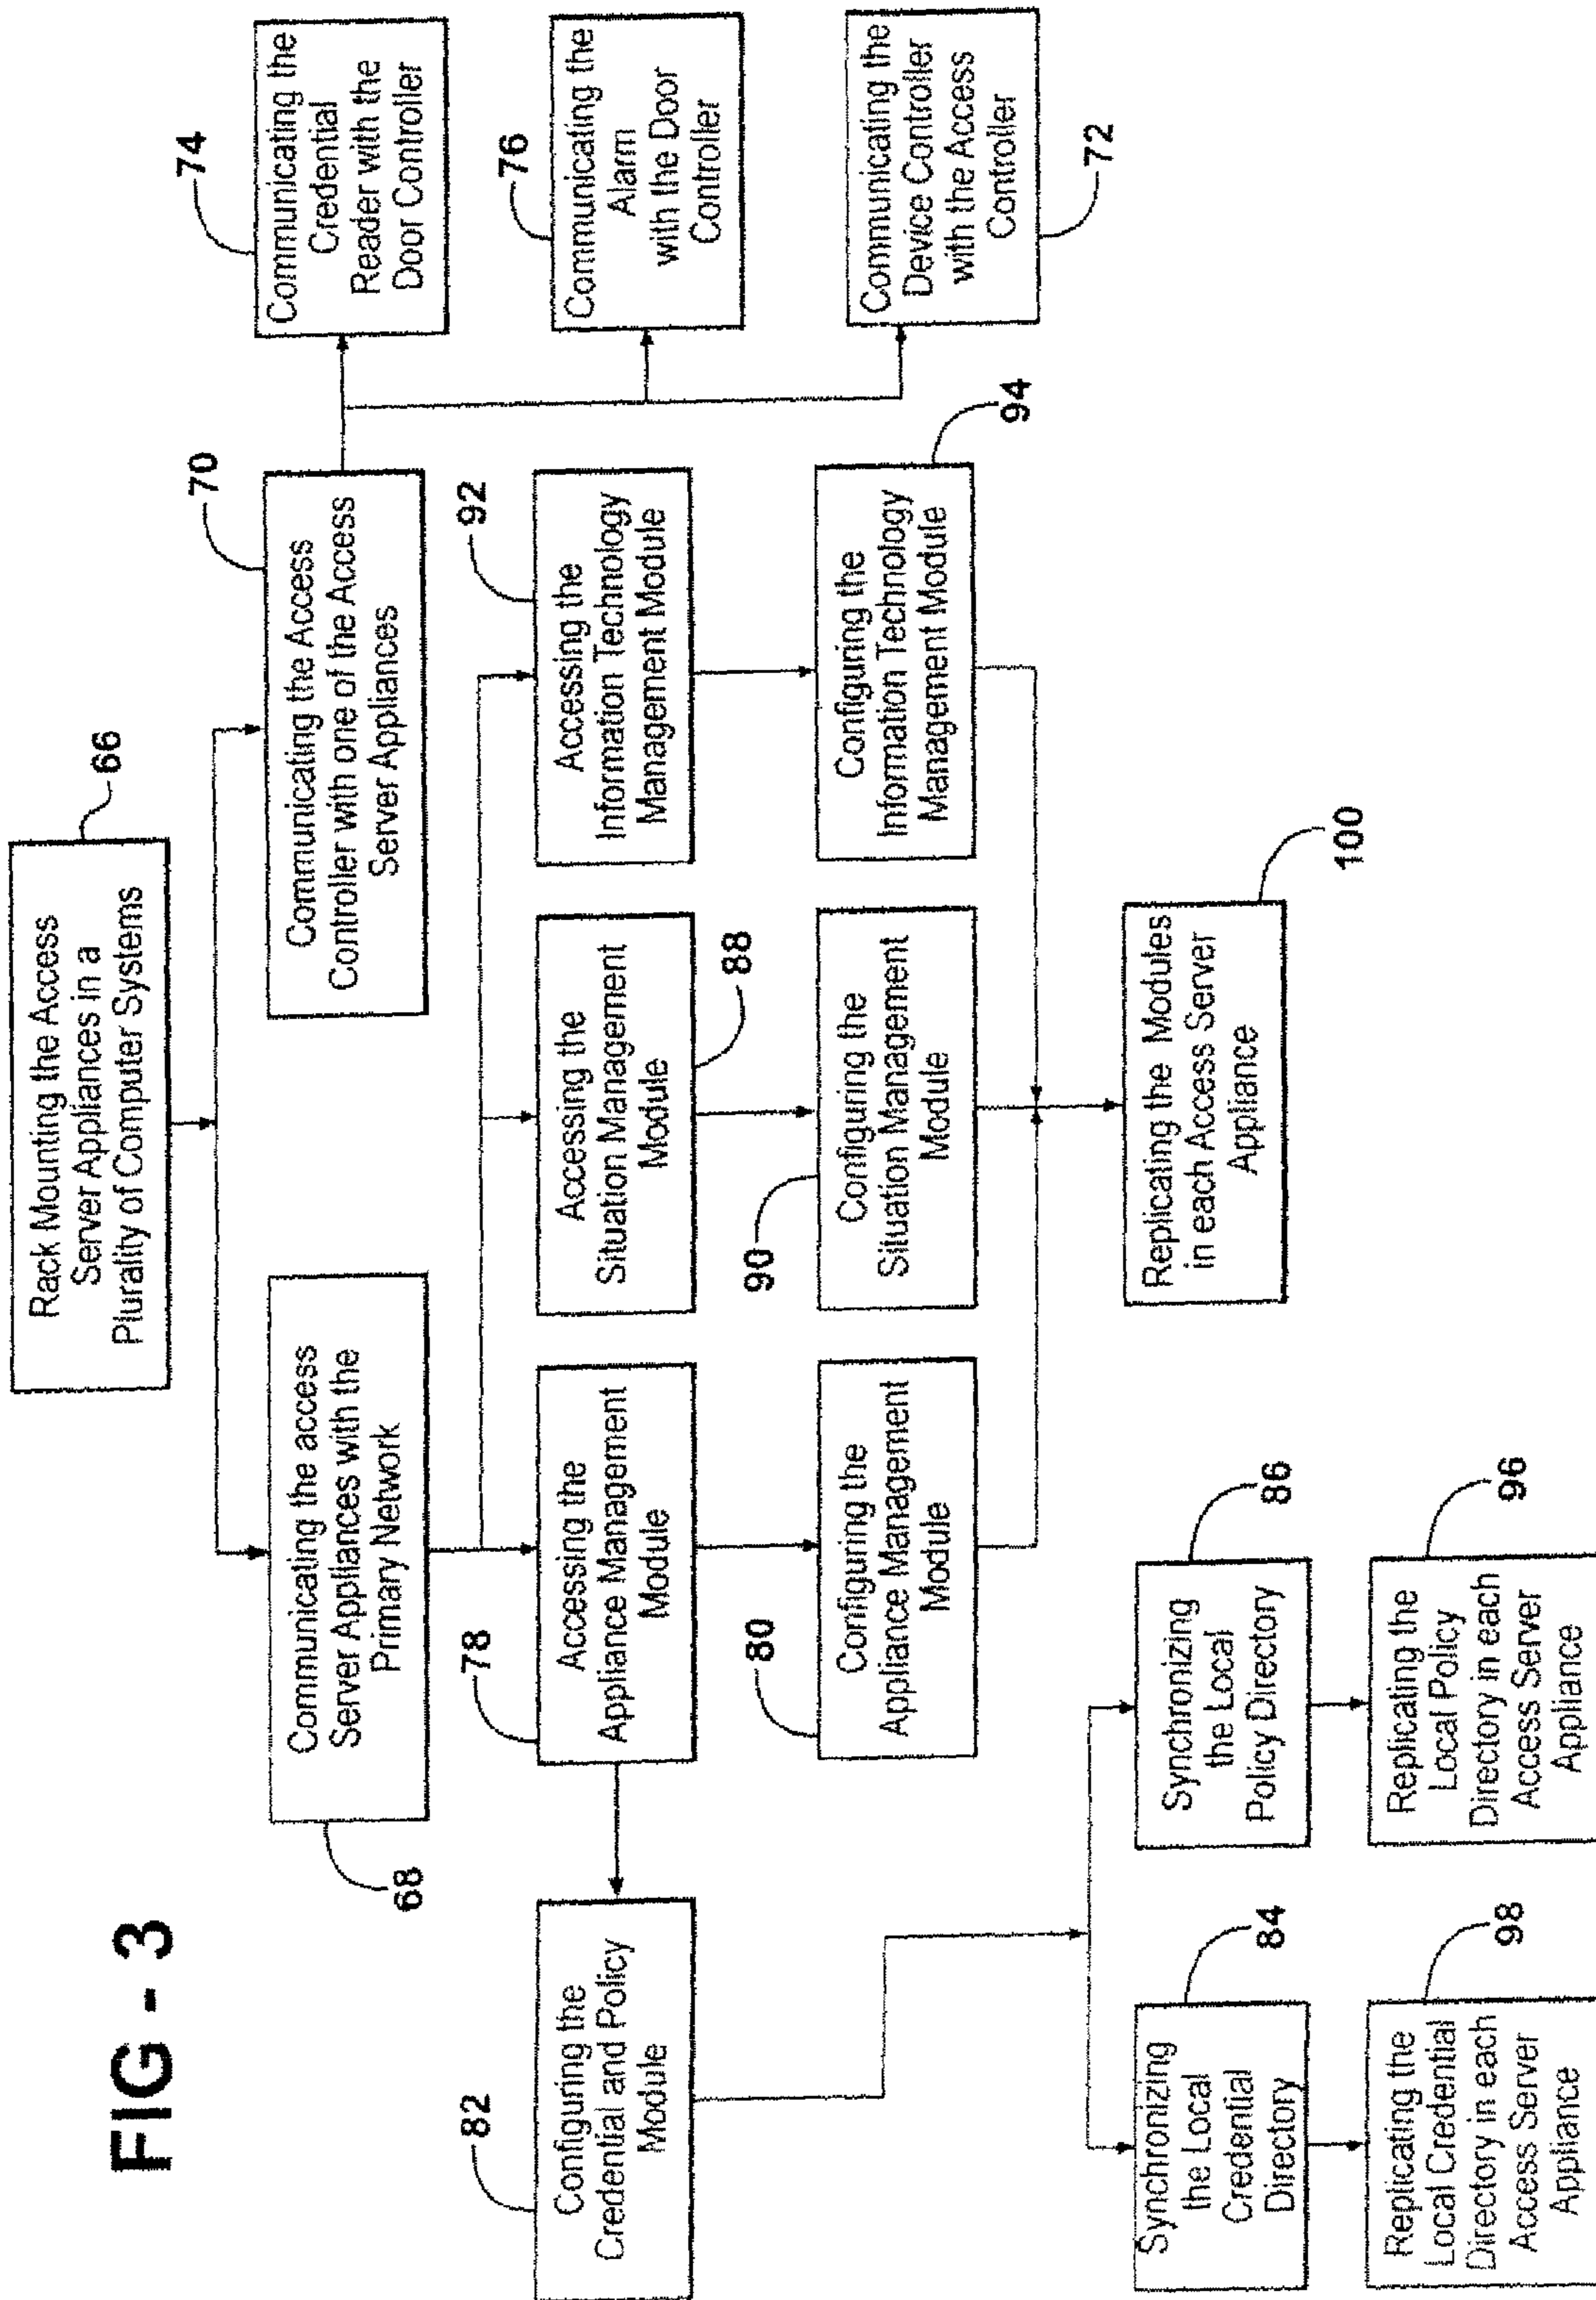 FIG - 3
Rack Mounting the Access
Server Appliances in a
Plurality of Computer Systems
66
Communicating the access
Server Appliances with the
Primary Network
68
Communicating the Access
Controller with one of the Access
Server Appliances
70
Communicating the
Credential
Reader with the
Door Controller
74
Communicating the
Alarm
with the Door
Controller
76
Communicating the
Device Controller
with the Access
Controller
72
82
Configuring the
Credential and Policy
Module
78
Accessing the
Appliance Management
Module
Accessing the
Situation Management
Module
88
Accessing the
Information Technology
Management Module
92
80
Configuring the
Appliance Management
Module
90
Configuring the
Situation Management
Module
Configuring the
Information Technology
Management Module
94
Synchronizing
the Local
Credential
Directory
84
Synchronizing
the Local
Policy Directory
86
Replicating the Modules
in each Access Server
Appliance
100
Replicating the
Local Credential
Directory in each
Access Server
Appliance
98
Replicating the
Local Policy
Directory in each
Access Server
Appliance
96